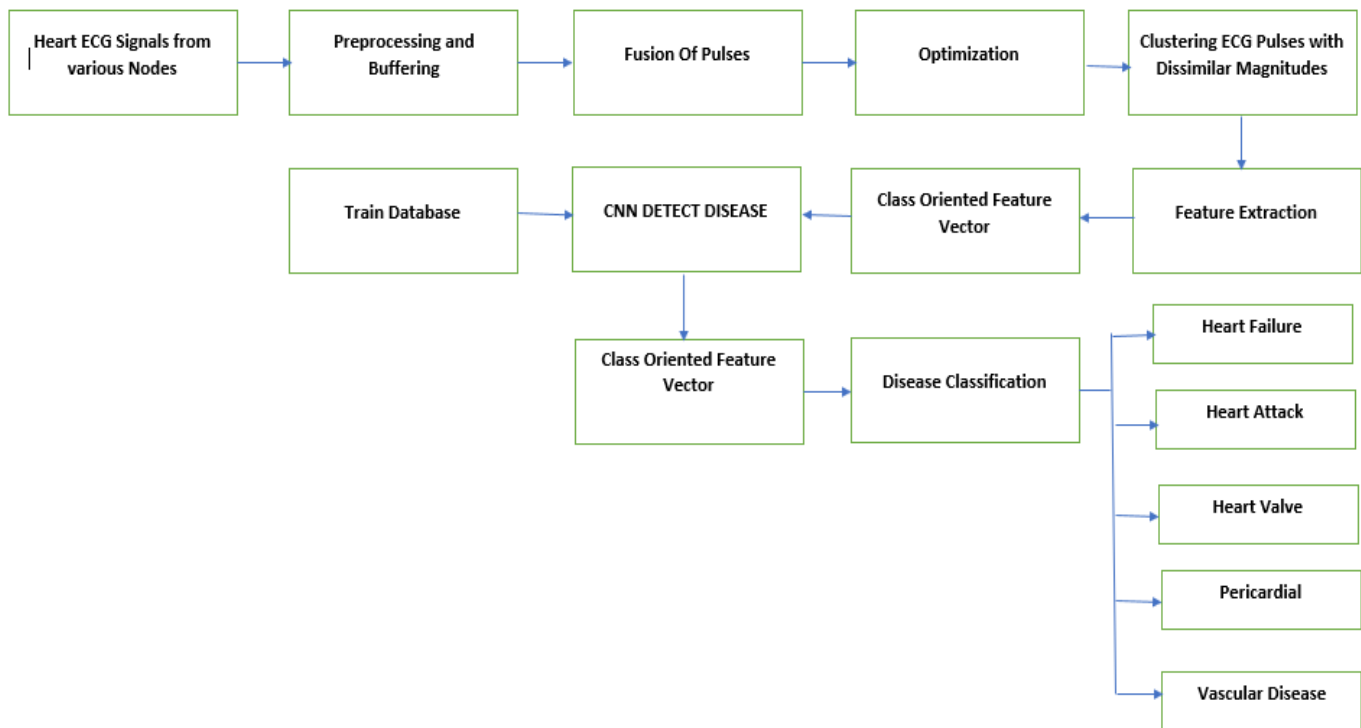 Heart ECG Signals from
various Nodes
Preprocessing and
Buffering
Fusion Of Pulses
Optimization
Clustering ECG Pulses with
Dissimilar Magnitudes
Train Database
CNN DETECT DISEASE
Class Oriented Feature
Vector
Feature Extraction
Class Oriented Feature
Vector
Disease Classification
Heart Failure
Heart Attack
Heart Valve
Pericardial
Vascular Disease